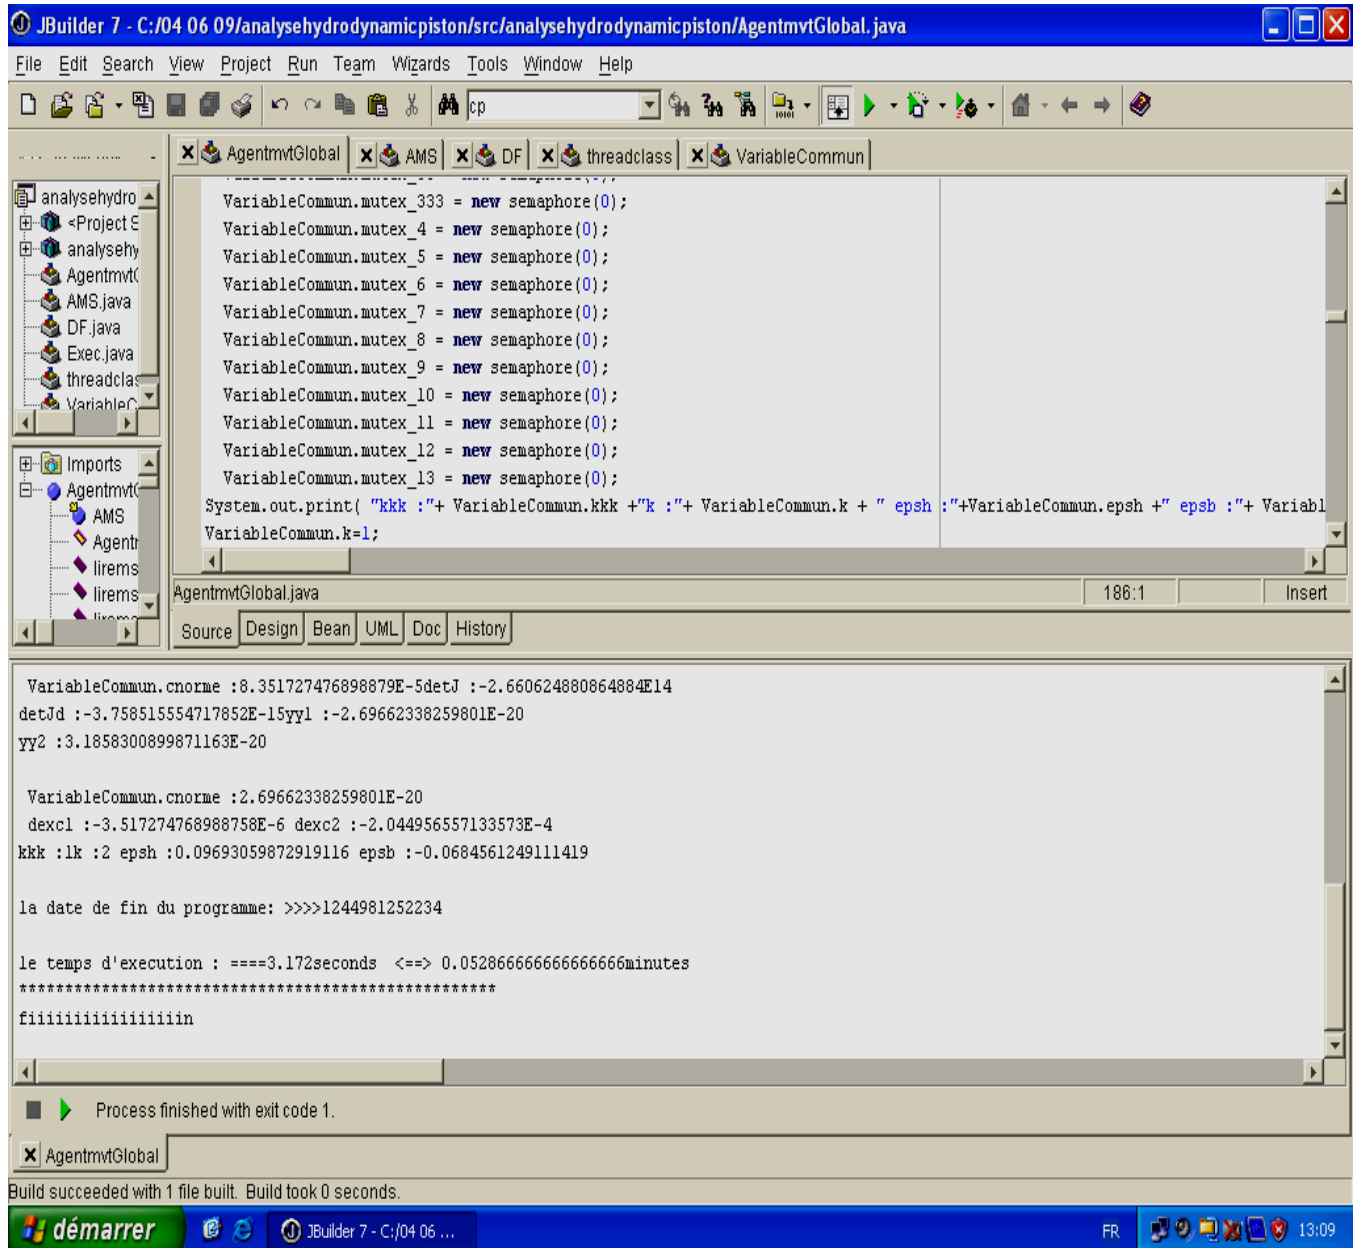 JBuilder 7 - C:/04 06 09/analysehydrodynamicpiston/src/analysehydrodynamicpiston/AgentmvtGlobal.java
File Edit Search View Project Run Team Wizards Tools Window Help
cp
AgentmvtGlobal AMS DF threadclass VariableCommun
analysehydro
<Project S
analysehy
Agentmvt
AMS.java
DF.java
Exec.java
threadclas
VariableC
VariableCommun.mutex_333 = new semaphore(0);
VariableCommun.mutex_4 = new semaphore(0);
VariableCommun.mutex_5 = new semaphore(0);
VariableCommun.mutex_6 = new semaphore(0);
VariableCommun.mutex_7 = new semaphore(0);
VariableCommun.mutex_8 = new semaphore(0);
VariableCommun.mutex_9 = new semaphore(0);
VariableCommun.mutex_10 = new semaphore(0);
VariableCommun.mutex_11 = new semaphore(0);
VariableCommun.mutex_12 = new semaphore(0);
VariableCommun.mutex_13 = new semaphore(0);
System.out.print( "kkk :"+ VariableCommun.kkk +"k :"+ VariableCommun.k + " epsh :"+VariableCommun.epsh +" epsb :"+ Variabl
VariableCommun.k=1;
Imports
Agentmvt
AMS
Agentr
lirems
lirems
AgentmvtGlobal.java 186:1 Insert
Source Design Bean UML Doc History
VariableCommun.cnorme :8.351727476898879E-5detJ :-2.660624880864884E14
detJd :-3.758515554717852E-15yy1 :-2.69662338259801E-20
yy2 :3.1858300899871163E-20
VariableCommun.cnorme :2.69662338259801E-20
dexc1 :-3.517274768988758E-6 dexc2 :-2.044956557133573E-4
kkk :1k :2 epsh :0.09693059872919116 epsb :-0.0684561249111419
la date de fin du programme: >>>>1244981252234
le temps d'execution : ====3.172seconds <==> 0.052866666666666666minutes
****************************************************
fiiiiiiiiiiiiiiiiin
Process finished with exit code 1.
AgentmvtGlobal
Build succeeded with 1 file built. Build took 0 seconds.
démarrer JBuilder 7 - C:/04 06 ... FR 13:09